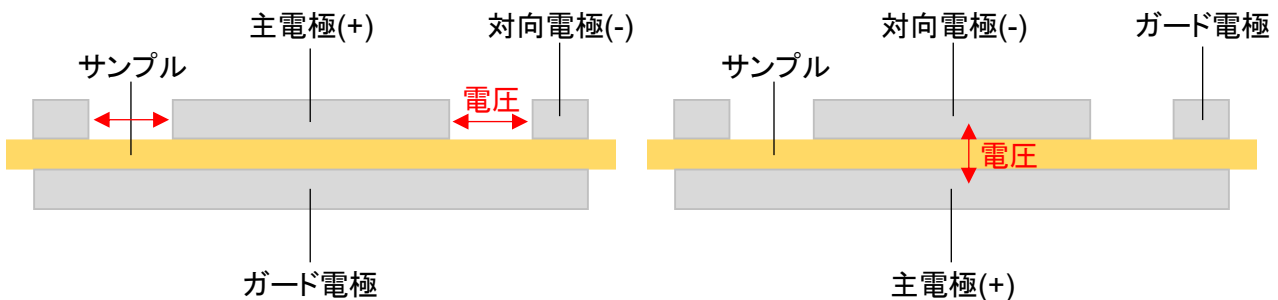 主電極(+)
対向電極(-)
サンプル
電圧
ガード電極
対向電極(-)
ガード電極
サンプル
電圧
主電極(+)